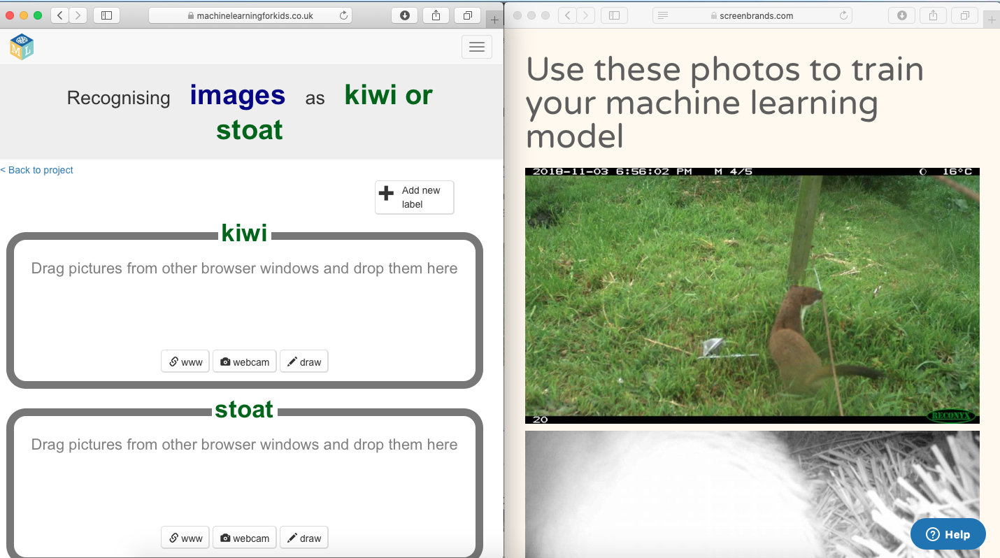 machinelearningforkids.co.uk
ML
Recognising images as kiwi or
stoat
< Back to project
Add new
label
kiwi
Drag pictures from other browser windows and drop them here
www webcam draw
stoat
Drag pictures from other browser windows and drop them here
www webcam draw
screenbrands.com
Use these photos to train
your machine learning
model
2018-11-03 6:56:02 PM M 4/5 16°C
20 RECONYX
? Help